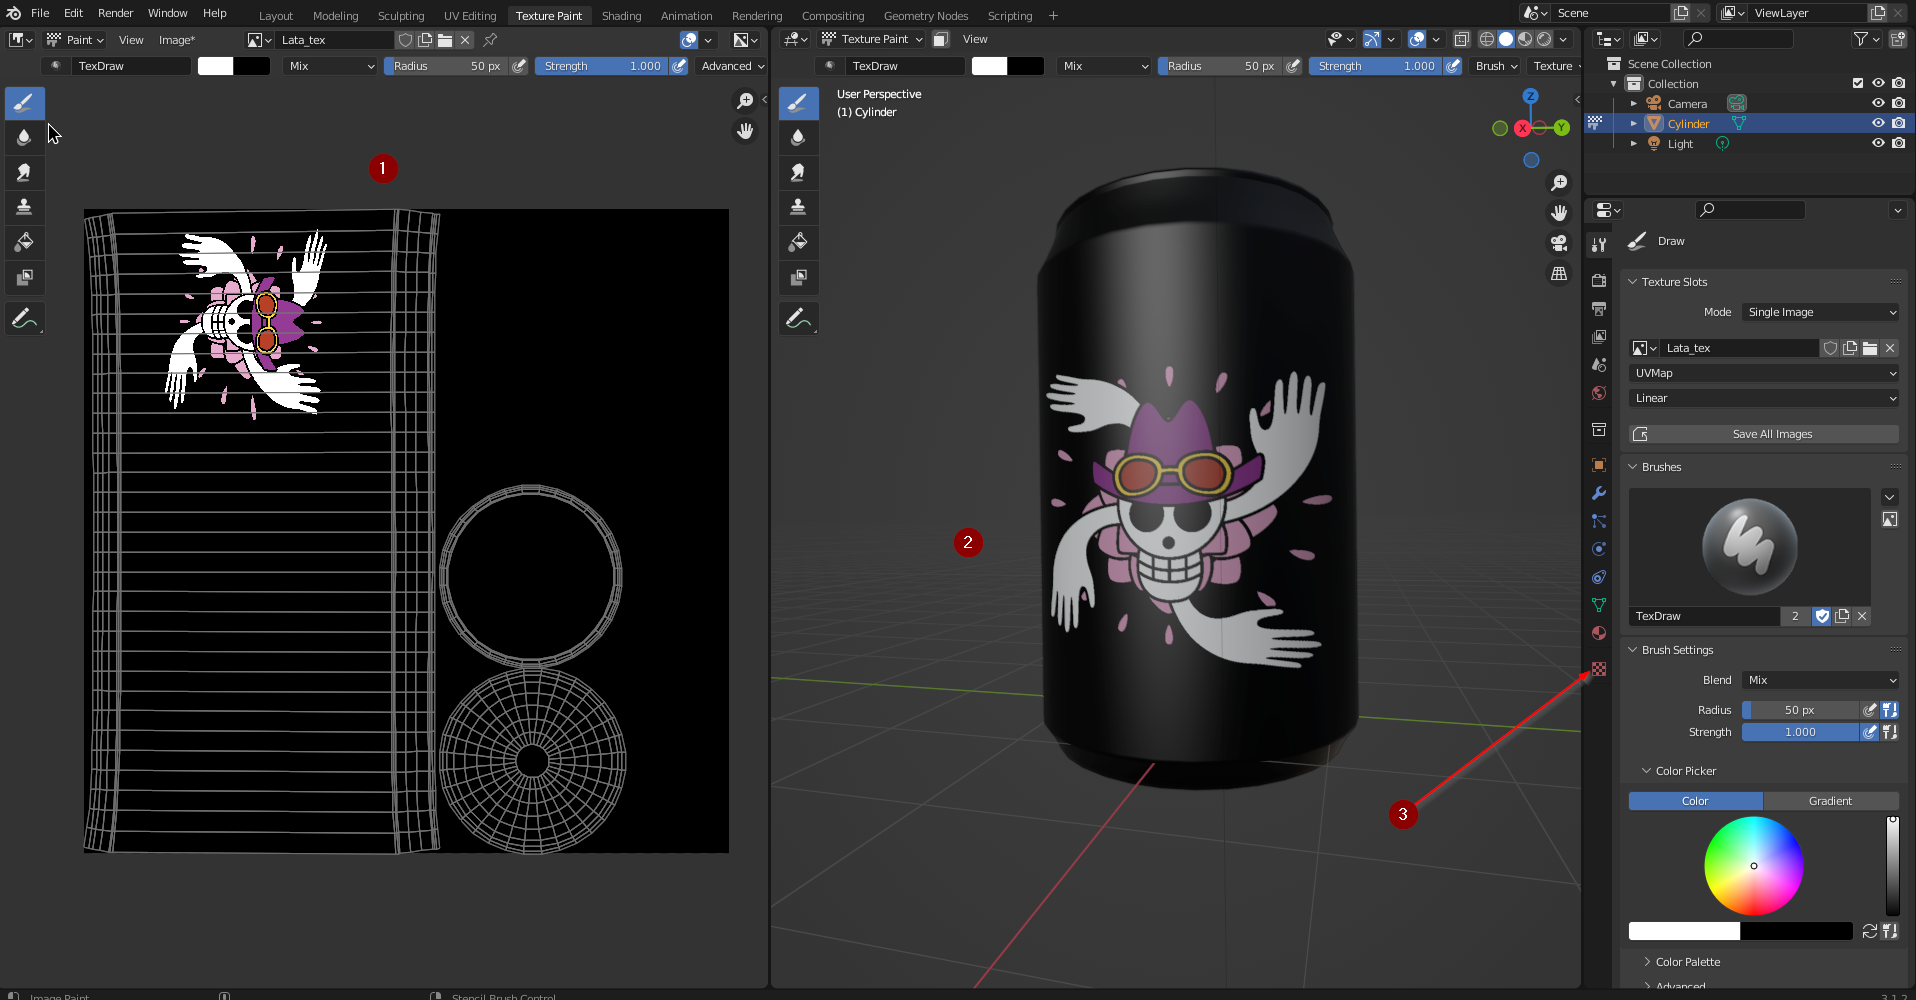 File Edit Render Window Help Layout Modeling Sculpting UV Editing Texture Paint Shading Animation Rendering Compositing Geometry Nodes Scripting + Scene ViewLayer
Paint View Image* Lata_tex
TexDraw Mix Radius 50 px Strength 1.000 Advanced
Texture Paint View
TexDraw Mix Radius 50 px Strength 1.000 Brush Texture
User Perspective
(1) Cylinder
Z
X
Y
1
2
3
Scene Collection
Collection
Camera
Cylinder
Light
Draw
Texture Slots
Mode Single Image
Lata_tex
UVMap
Linear
Save All Images
Brushes
TexDraw 2
Brush Settings
Blend Mix
Radius 50 px
Strength 1.000
Color Picker
Color Gradient
Color Palette
Advanced
Image Paint Stencil Brush Control 3.1.2